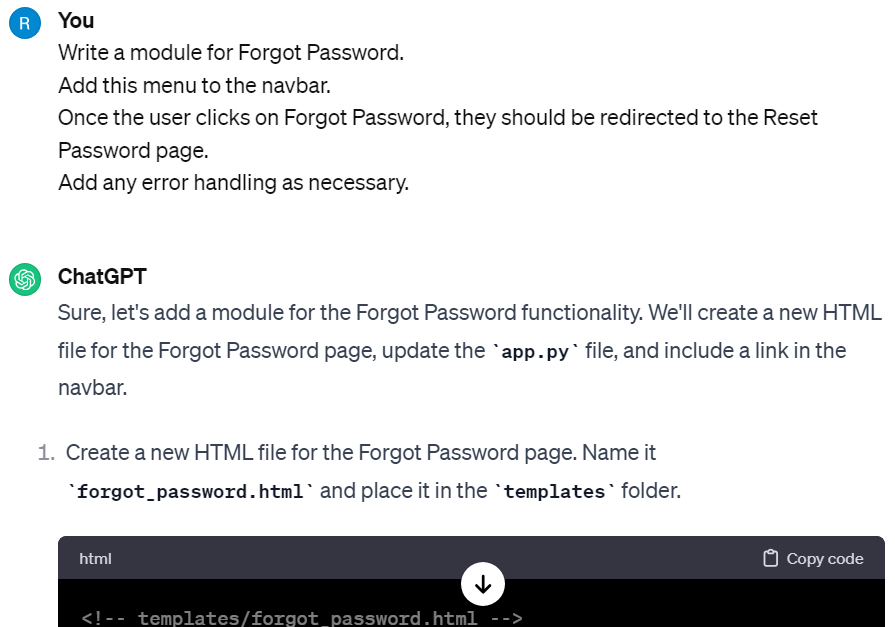 R
You
Write a module for Forgot Password.
Add this menu to the navbar.
Once the user clicks on Forgot Password, they should be redirected to the Reset
Password page.
Add any error handling as necessary.
ChatGPT
Sure, let's add a module for the Forgot Password functionality. We'll create a new HTML
file for the Forgot Password page, update the `app.py` file, and include a link in the
navbar.
1. Create a new HTML file for the Forgot Password page. Name it
`forgot_password.html` and place it in the `templates` folder.
html Copy code
<!-- templates/forgot_password.html -->